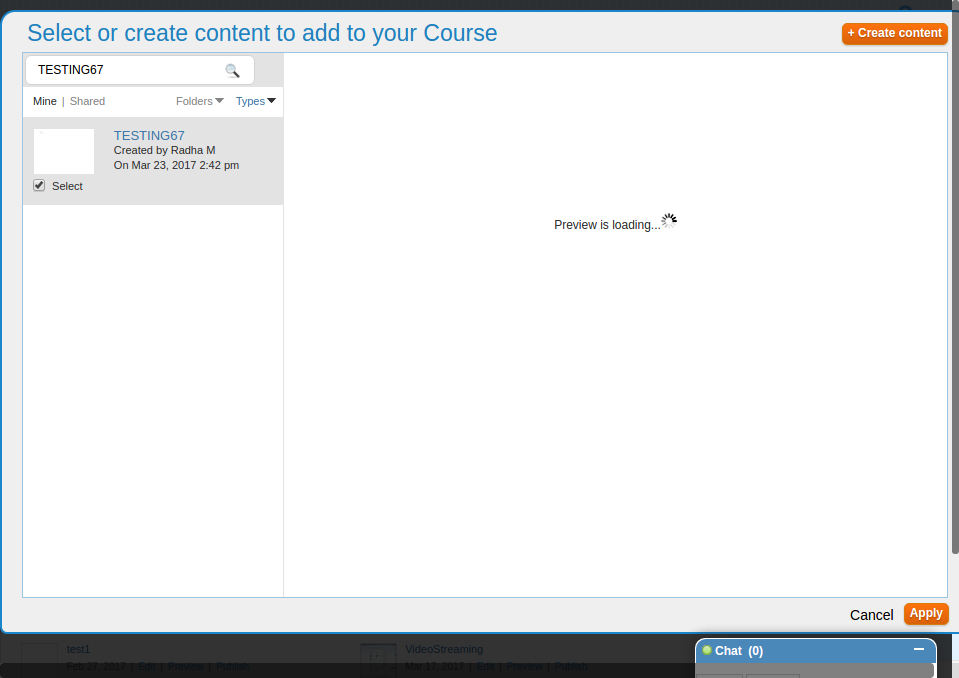 Select or create content to add to your Course
+ Create content
TESTING67
Mine | Shared
Folders
Types
TESTING67
Created by Radha M
On Mar 23, 2017 2:42 pm
Select
Preview is loading...
Cancel
Apply
test1
Feb 27, 2017 | Edit | Preview | Publish
VideoStreaming
Mar 17, 2017 | Edit | Preview | Publish
Chat (0)